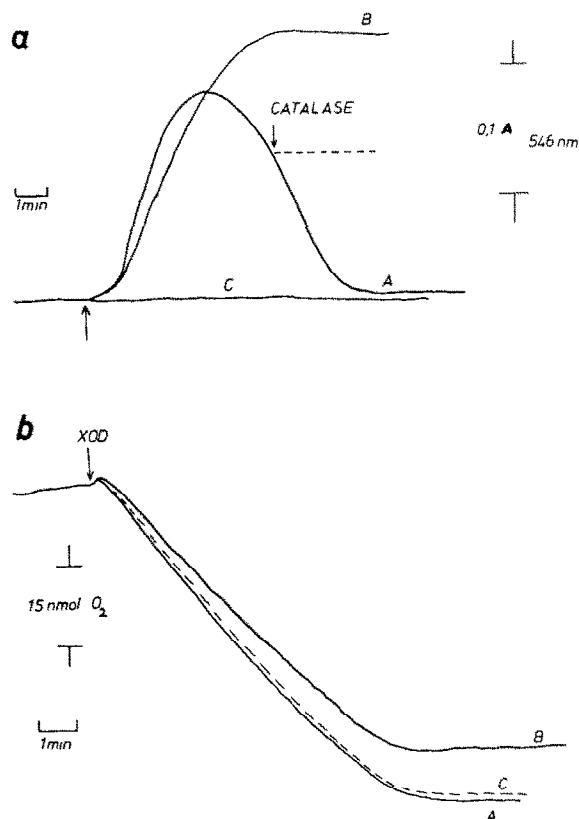 a
B
CATALASE
0,1 A 546 nm
1min
C
A
b
XOD
15 nmol O₂
1min
B
C
A